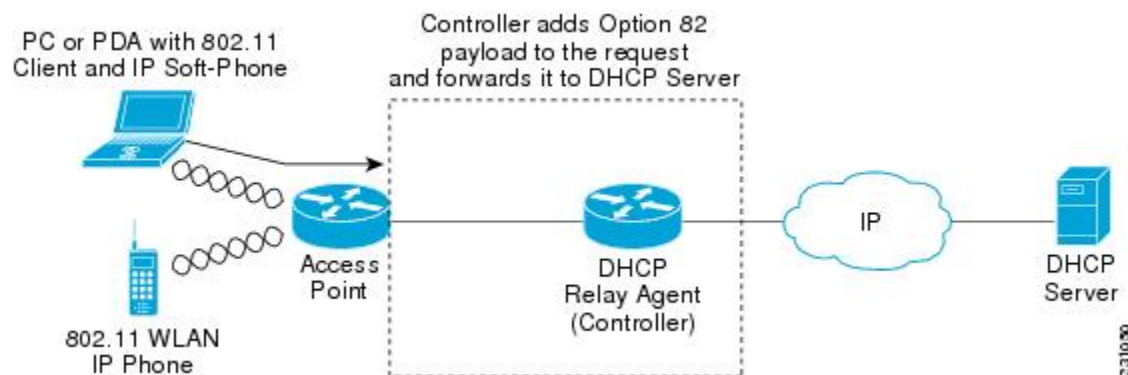 Controller adds Option 82
payload to the request
and forwards it to DHCP Server
PC or PDA with 802.11
Client and IP Soft-Phone
802.11 WLAN
IP Phone
Access
Point
DHCP
Relay Agent
(Controller)
IP
DHCP
Server
231050